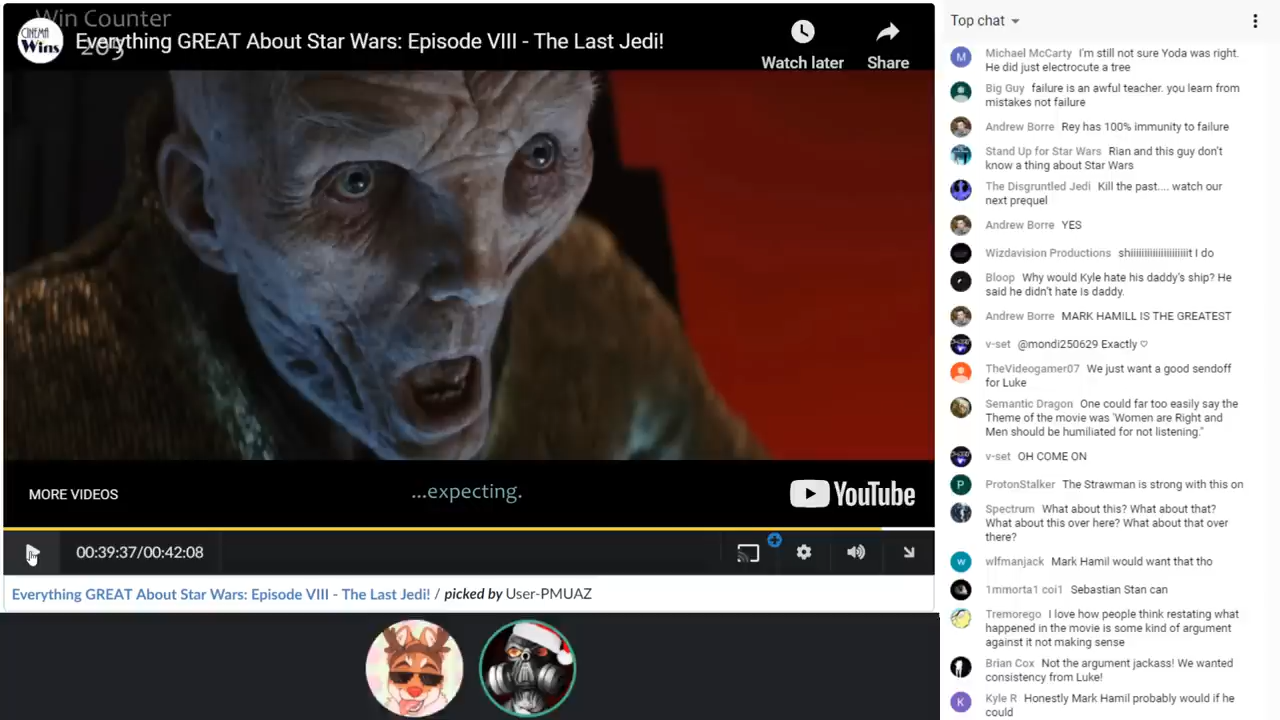 Win Counter
205
CINEMA
Wins
Everything GREAT About Star Wars: Episode VIII - The Last Jedi!
Watch later
Share
...expecting.
MORE VIDEOS
YouTube
00:39:37/00:42:08
Everything GREAT About Star Wars: Episode VIII - The Last Jedi! / picked by User-PMUAZ
Top chat
M
Michael McCarty I'm still not sure Yoda was right.
He did just electrocute a tree
Big Guy failure is an awful teacher. you learn from
mistakes not failure
Andrew Borre Rey has 100% immunity to failure
Stand Up for Star Wars Rian and this guy don't
know a thing about Star Wars
The Disgruntled Jedi Kill the past.... watch our
next prequel
Andrew Borre YES
Wizdavision Productions shiiiiiiiiiiiiiiiiiiit I do
Bloop Why would Kyle hate his daddy's ship? He
said he didn't hate is daddy.
Andrew Borre MARK HAMILL IS THE GREATEST
v-set @mondi250629 Exactly ♡
TheVideogamer07 We just want a good sendoff
for Luke
Semantic Dragon One could far too easily say the
Theme of the movie was 'Women are Right and
Men should be humiliated for not listening."
v-set OH COME ON
P
ProtonStalker The Strawman is strong with this on
Spectrum What about this? What about that?
What about this over here? What about that over
there?
w
wlfmanjack Mark Hamill would want that tho
1mmorta1 coi1 Sebastian Stan can
Tremorego I love how people think restating what
happened in the movie is some kind of argument
against it not making sense
Brian Cox Not the argument jackass! We wanted
consistency from Luke!
K
Kyle R Honestly Mark Hamil probably would if he
could